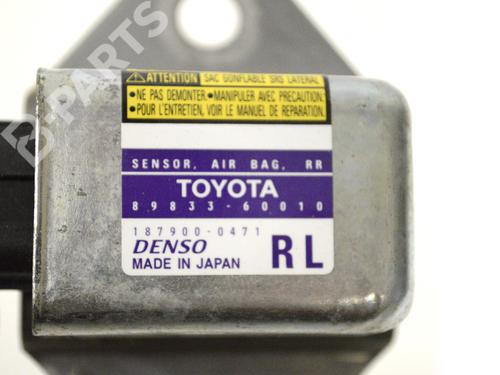 B-PARTS
ATTENTION SAC GONFLABLE SRS LATERAL
•NE PAS DEMONTER.•MANIPULER AVEC PRECAUTION.
•POUR L'ENTRETIEN, VOIR LE MANUEL DE REPARATION.
SENSOR, AIR BAG, RR
TOYOTA
89833-60010
187900-0471
DENSO
MADE IN JAPAN
RL